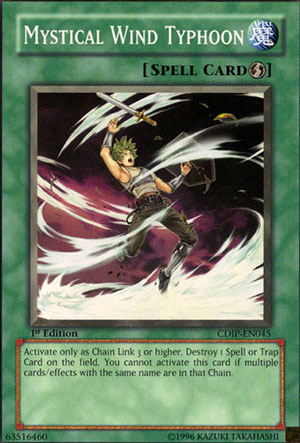 MYSTICAL WIND TYPHOON 魔
[SPELL CARD]
1st Edition
CDIP-EN045
Activate only as Chain Link 3 or higher. Destroy 1 Spell or Trap
Card on the field. You cannot activate this card if multiple
cards/effects with the same name are in that Chain.
63516460
©1996 KAZUKI TAKAHASHI